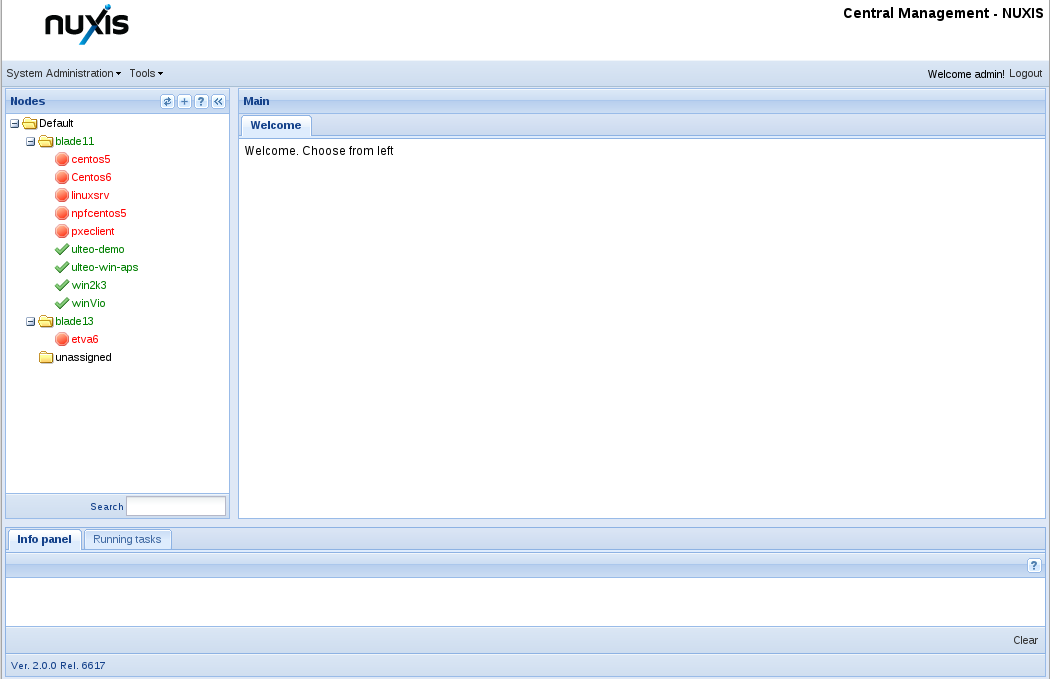 nuxis
Central Management - NUXIS
System Administration Tools
Welcome admin! Logout
Nodes
?
Default
blade11
centos5
Centos6
linuxsrv
npfcentos5
pxeclient
ulteo-demo
ulteo-win-aps
win2k3
winVio
blade13
etva6
unassigned
Search
Main
Welcome
Welcome. Choose from left
Info panel Running tasks
?
Clear
Ver. 2.0.0 Rel. 6617